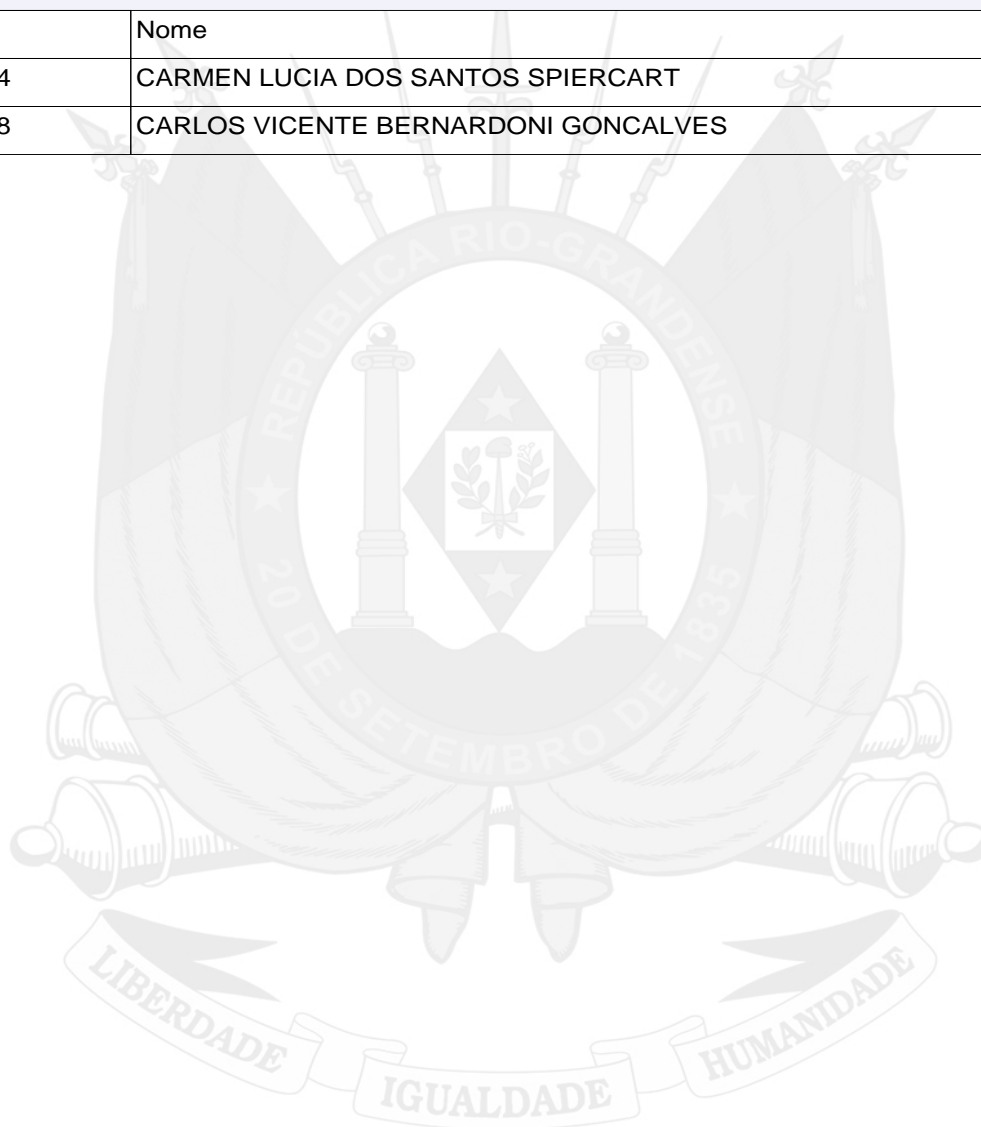 Nome
4 CARMEN LUCIA DOS SANTOS SPIERCART
8 CARLOS VICENTE BERNARDONI GONCALVES
REPÚBLICA RIO-GRANDENSE
★ 20 DE SETEMBRO DE 1835 ★
LIBERDADE IGUALDADE HUMANIDADE